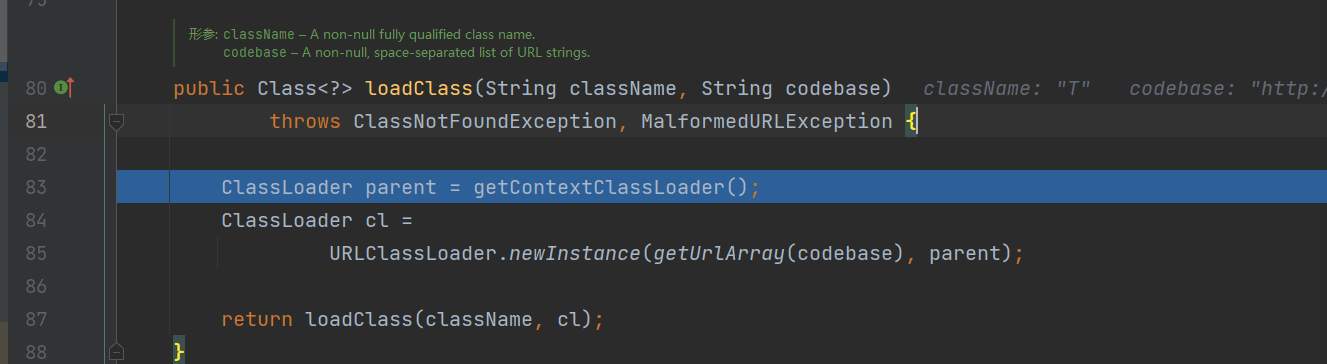 形参: className – A non-null fully qualified class name.
codebase – A non-null, space-separated list of URL strings.
80 public Class<?> loadClass(String className, String codebase) className: "T" codebase: "http:/
81 throws ClassNotFoundException, MalformedURLException {
82
83 ClassLoader parent = getContextClassLoader();
84 ClassLoader cl =
85 URLClassLoader.newInstance(getUrlArray(codebase), parent);
86
87 return loadClass(className, cl);
88 }